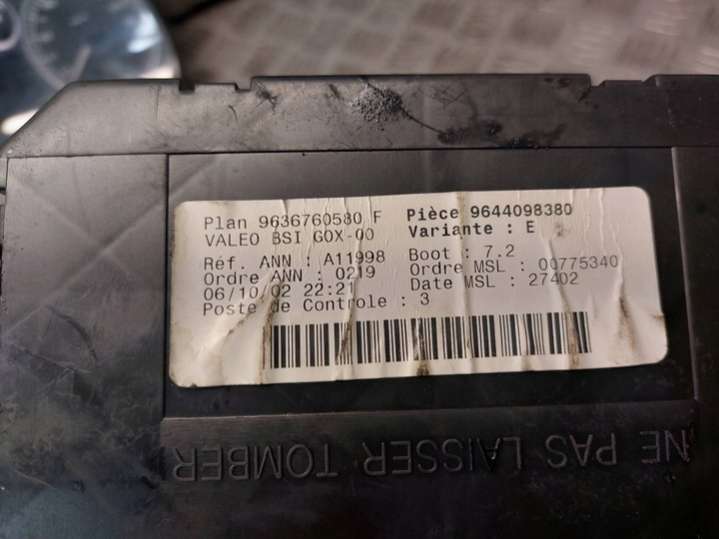 Plan 9636760580 F Pièce 9644098380
VALEO BSI GOX-00 Variante : E
Réf. ANN : A11998 Boot : 7.2
Ordre ANN : 0219 Ordre MSL : 00775340
06/10/02 22:21 Date MSL : 27402
Poste de Controle : 3
NE PAS LAISSER TOMBER